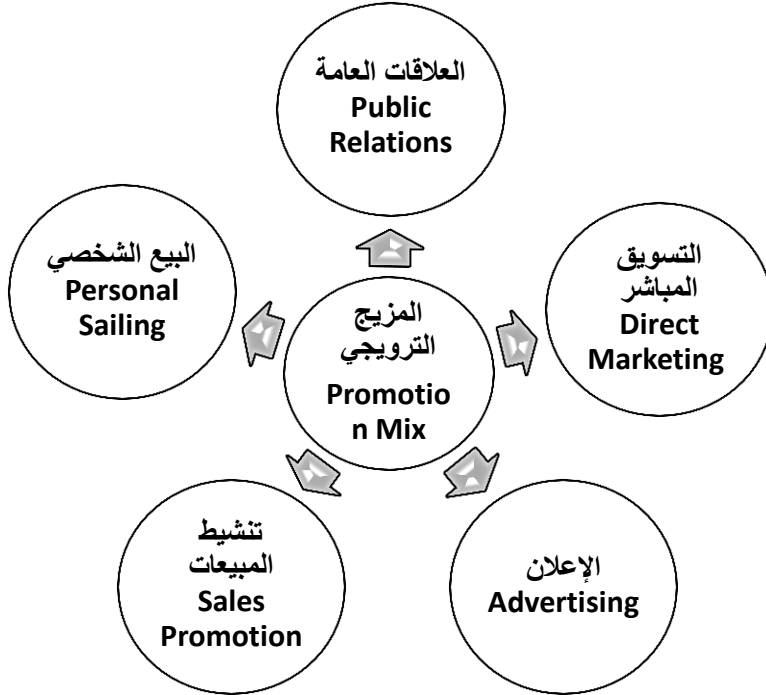 العلاقات العامة
Public
Relations
البيع الشخصي
Personal
Sailing
التسويق
المباشر
Direct
Marketing
المزيج
الترويجي
Promotio
n Mix
تنشيط
المبيعات
Sales
Promotion
الإعلان
Advertising